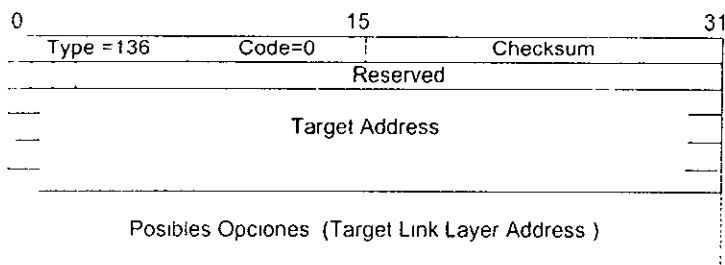 0 15 31
Type =136 Code=0 Checksum
Reserved
Target Address
Posibles Opciones (Target Link Layer Address )